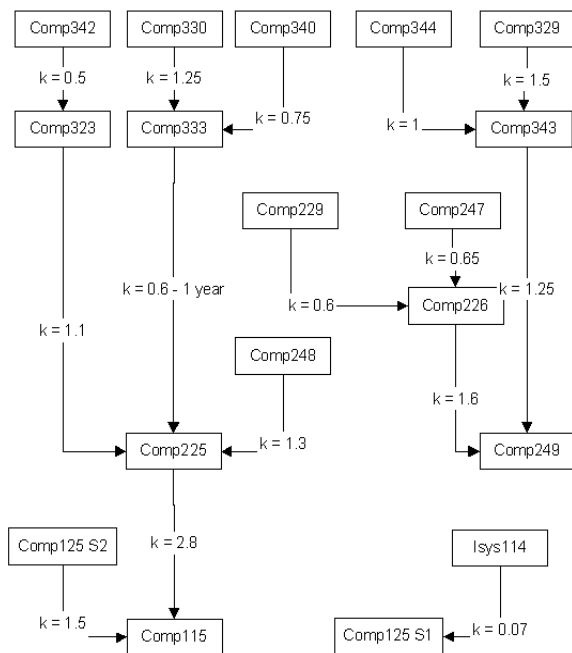 Comp342
Comp330
Comp340
Comp344
Comp329
k = 0.5
k = 1.25
k = 1.5
Comp323
Comp333
k = 0.75
k = 1
Comp343
Comp229
Comp247
k = 0.65
k = 0.6 - 1 year
k = 0.6
Comp226
k = 1.25
k = 1.1
Comp248
k = 1.6
Comp225
k = 1.3
Comp249
Comp125 S2
k = 2.8
Isys114
k = 1.5
Comp115
Comp125 S1
k = 0.07